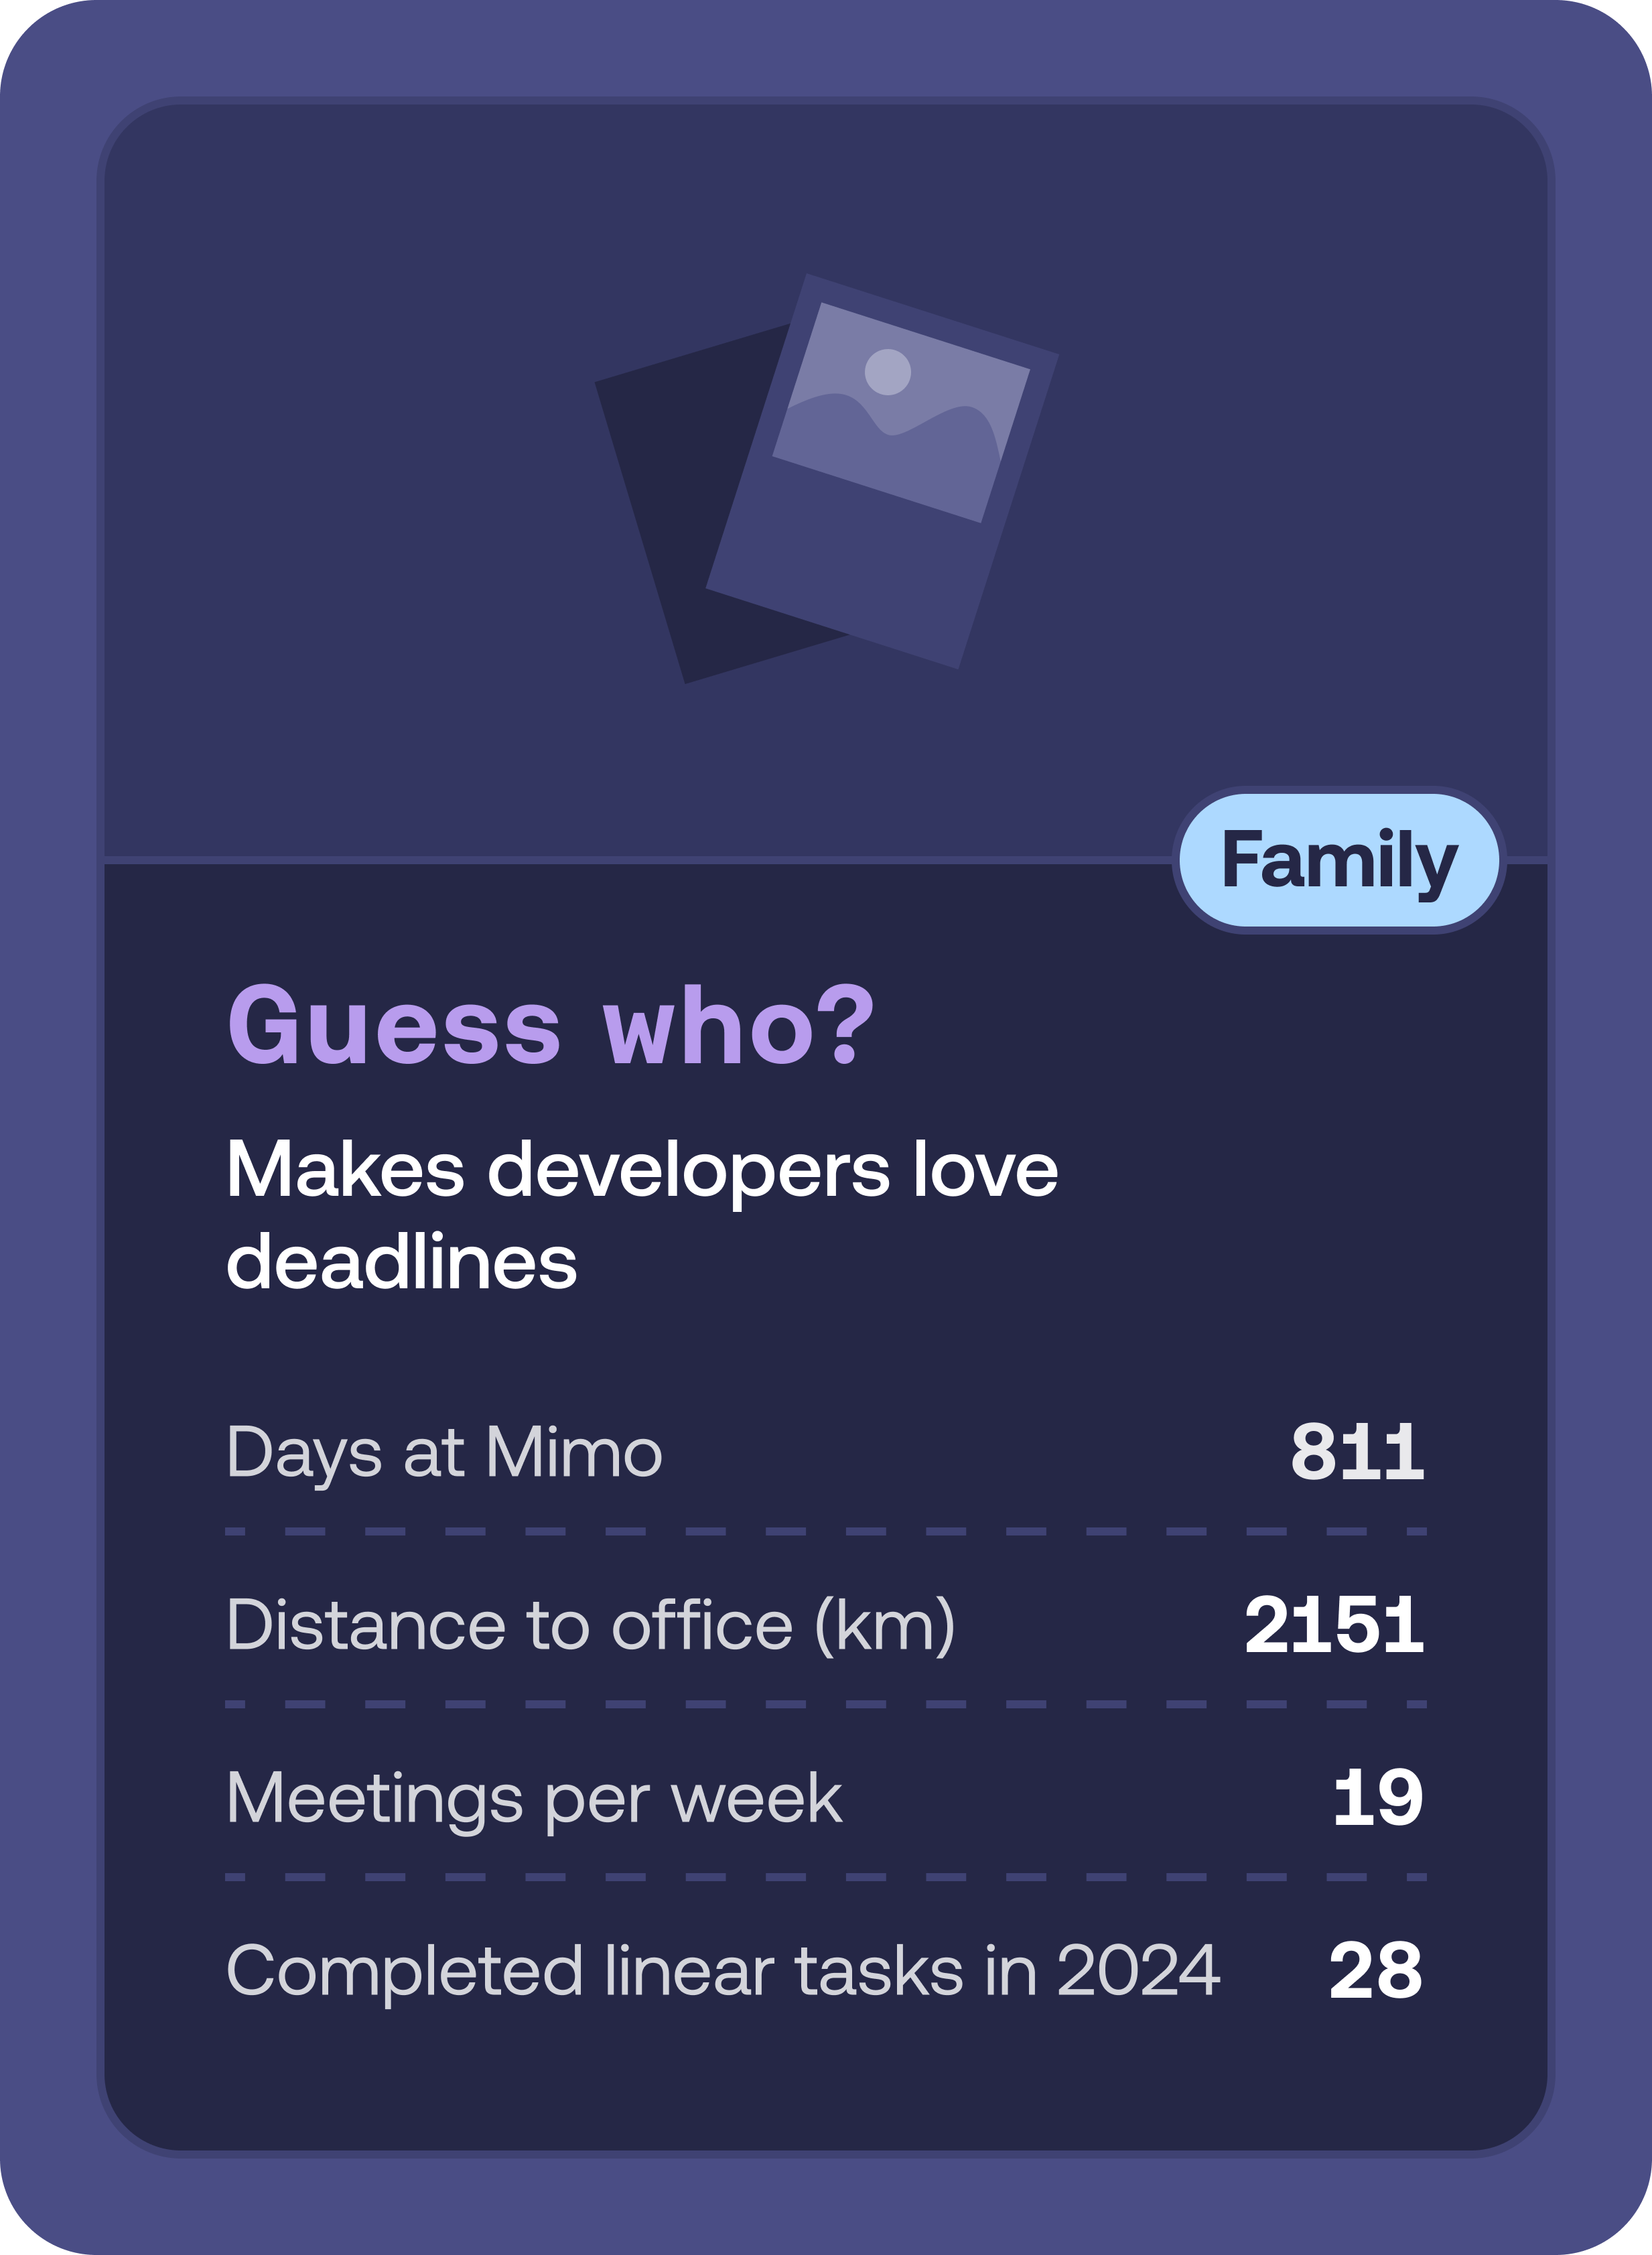 Family
Guess who?
Makes developers love
deadlines
Days at Mimo 811
Distance to office (km) 2151
Meetings per week 19
Completed linear tasks in 2024 28